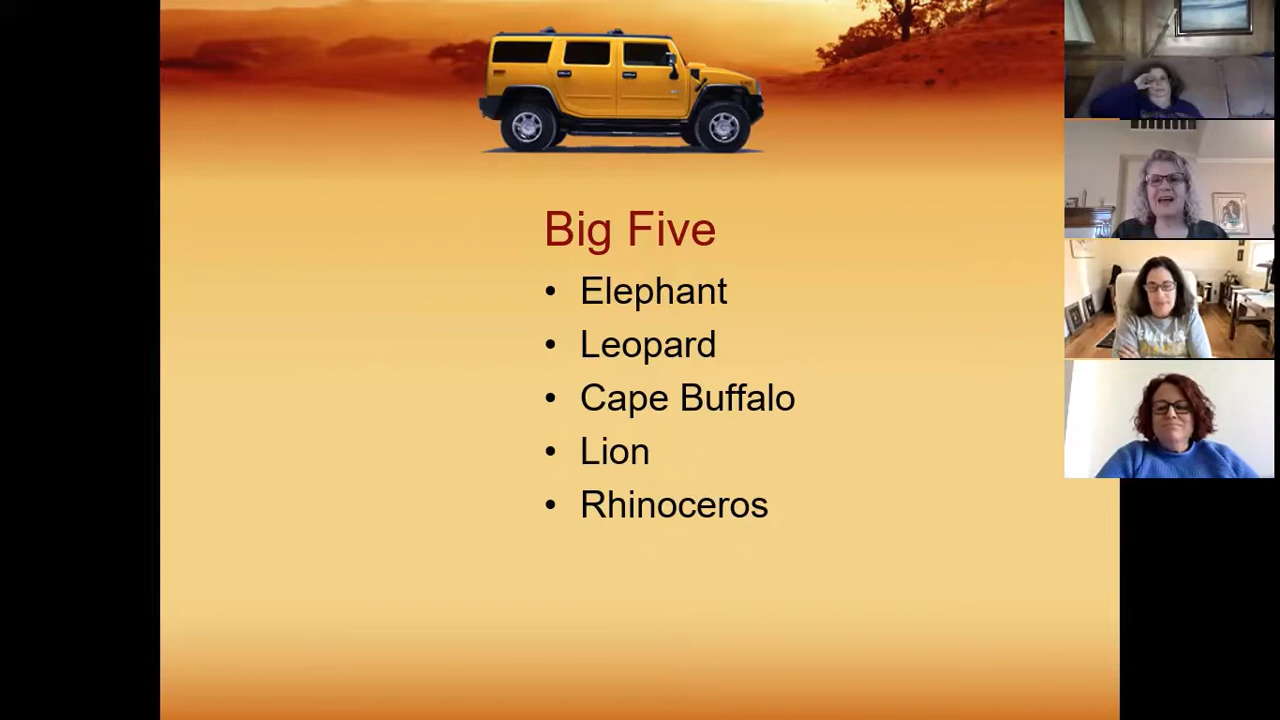 Big Five
• Elephant
• Leopard
• Cape Buffalo
• Lion
• Rhinoceros